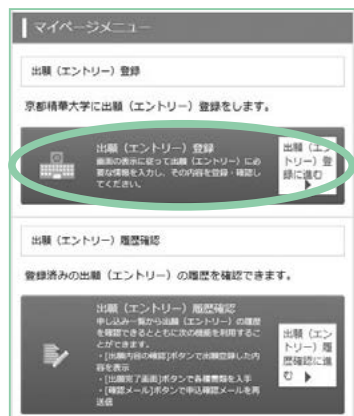 マイページメニュー
出願（エントリー）登録
京都精華大学に出願（エントリー）登録をします。
出願（エントリー）登録
画面の表示に従って出願（エントリー）に必
要な情報を入力し、その内容を登録・確認し
てください。
出願（エン
トリー）登
録に進む
出願（エントリー）履歴確認
登録済みの出願（エントリー）の履歴を確認できます。
出願（エントリー）履歴確認
申し込み一覧から出願（エントリー）の履歴
を確認できるとともに次の機能を利用するこ
とができます。
・[出願内容の確認]ボタンで出願登録した内
容を表示
・[出願完了画面]ボタンで各種書類を入手
・[確認メール]ボタンで申込確認メールを再
送信
出願（エン
トリー）履
歴確認に進
む